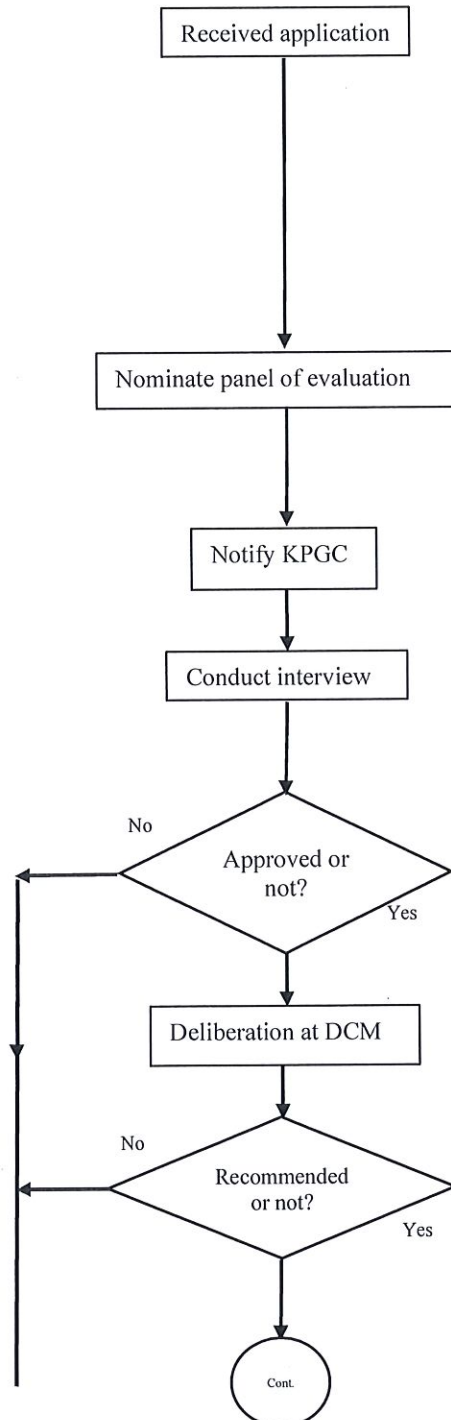 Received application
Nominate panel of evaluation
Notify KPGC
Conduct interview
No
Approved or
not?
Yes
Deliberation at DCM
No
Recommended
or not?
Yes
Cont.